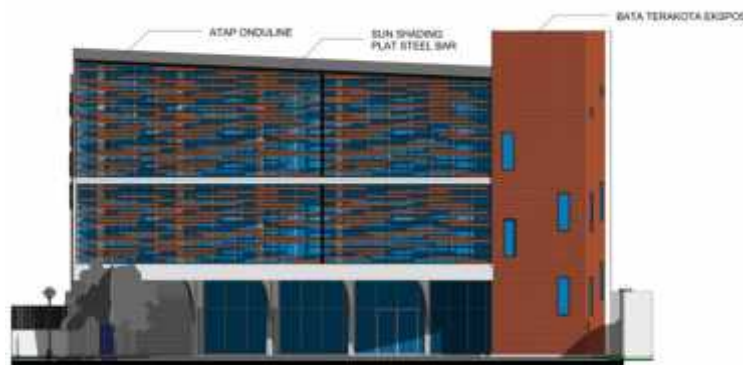 ATAP ONDULINE
SUN SHADING
PLAT STEEL BAR
BATA TERAKOTA EKSPOS